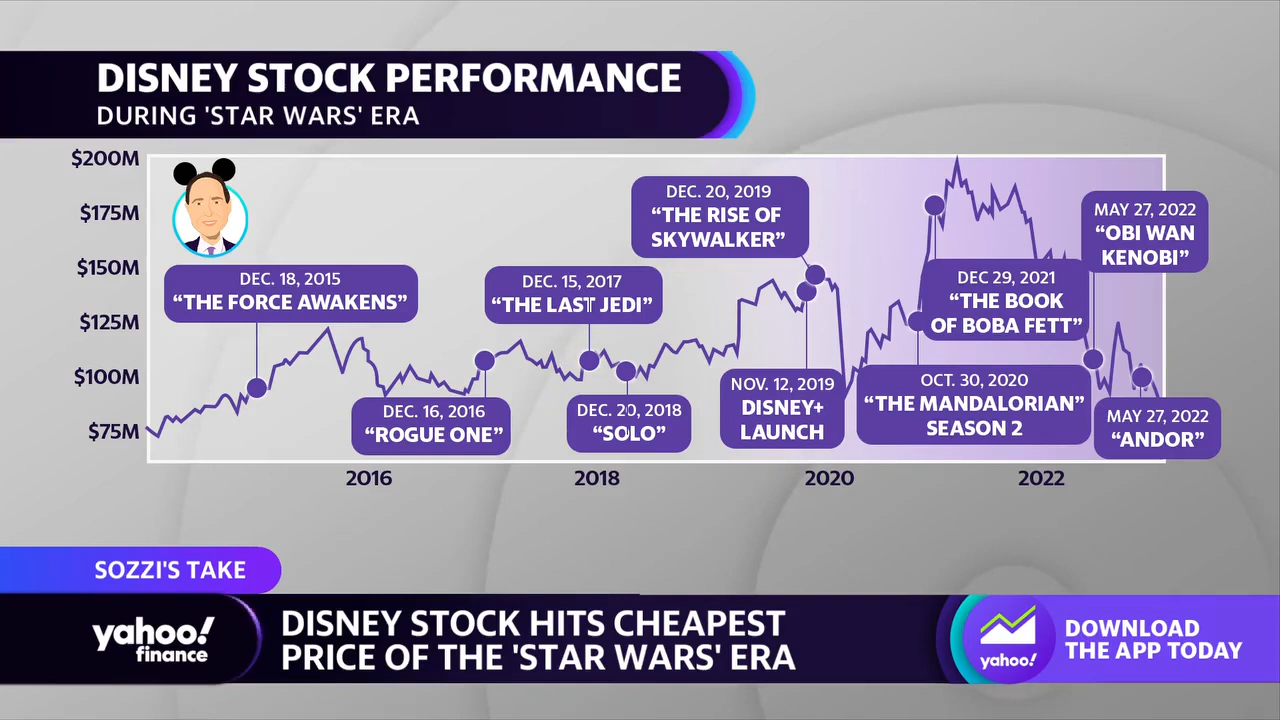 DISNEY STOCK PERFORMANCE
DURING 'STAR WARS' ERA
$200M
$175M
$150M
$125M
$100M
$75M
DEC. 18, 2015
“THE FORCE AWAKENS”
DEC. 16, 2016
“ROGUE ONE”
DEC. 15, 2017
“THE LAST JEDI”
DEC. 20, 2018
“SOLO”
DEC. 20, 2019
“THE RISE OF
SKYWALKER”
NOV. 12, 2019
DISNEY+
LAUNCH
OCT. 30, 2020
“THE MANDALORIAN”
SEASON 2
DEC 29, 2021
“THE BOOK
OF BOBA FETT”
MAY 27, 2022
“OBI WAN
KENOBI”
MAY 27, 2022
“ANDOR”
2016
2018
2020
2022
SOZZI'S TAKE
yahoo!
finance
DISNEY STOCK HITS CHEAPEST
PRICE OF THE 'STAR WARS' ERA
yahoo!
DOWNLOAD
THE APP TODAY